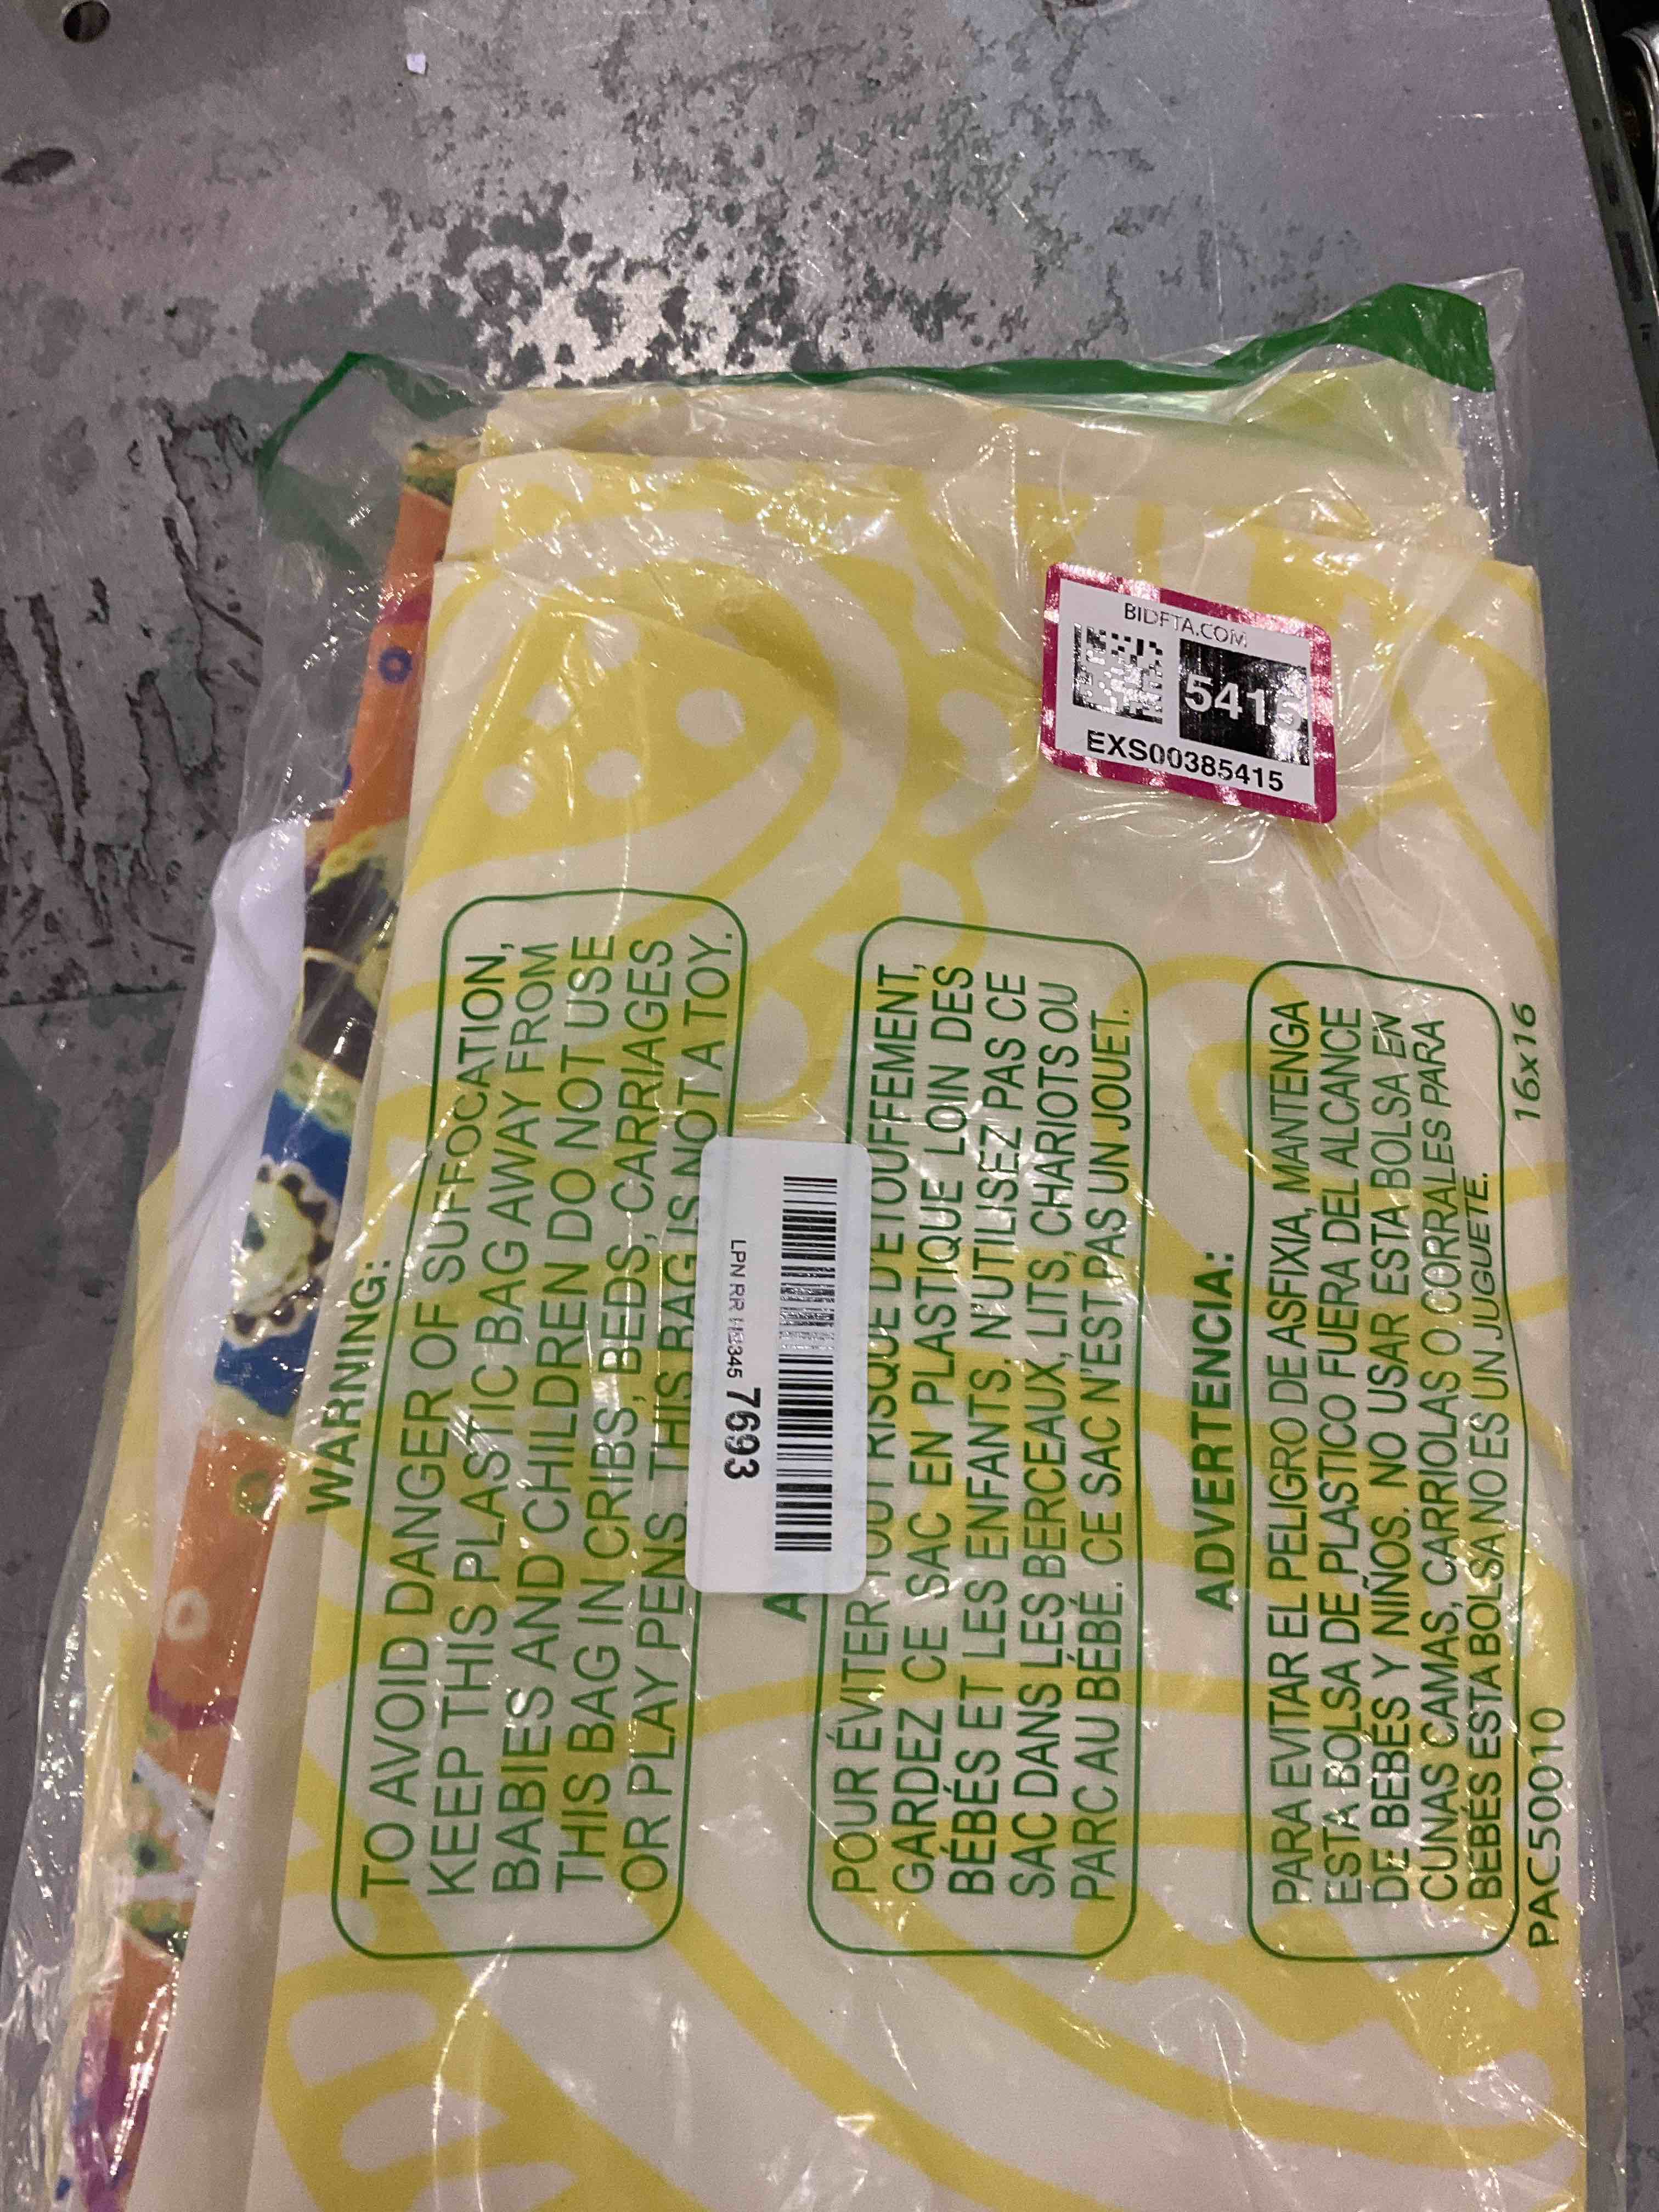 BIDFTA.COM
5415
EXS00385415
WARNING:
TO AVOID DANGER OF SUFFOCATION,
KEEP THIS PLASTIC BAG AWAY FROM
BABIES AND CHILDREN DO NOT USE
THIS BAG IN CRIBS, BEDS, CARRIAGES
OR PLAY PENS. THIS BAG IS NOT A TOY.
LPN RR
7693
POUR ÉVITER TOUT RISQUE D'ÉTOUFFEMENT,
GARDEZ CE SAC EN PLASTIQUE LOIN DES
BÉBÉS ET LES ENFANTS. N'UTILISEZ PAS CE
SAC DANS LES BERCEAUX, LITS, CHARIOTS OU
PARC AU BÉBÉ. CE SAC N'EST PAS UN JOUET.
ADVERTENCIA:
PARA EVITAR EL PELIGRO DE ASFIXIA, MANTENGA
ESTA BOLSA DE PLASTICO FUERA DEL ALCANCE
DE BEBÉS Y NIÑOS. NO USAR ESTA BOLSA EN
CUNAS CAMAS, CARRIOLAS O CORRALES PARA
BEBÉS ESTA BOLSA NO ES UN JUGUETE.
PAC500010
16x16